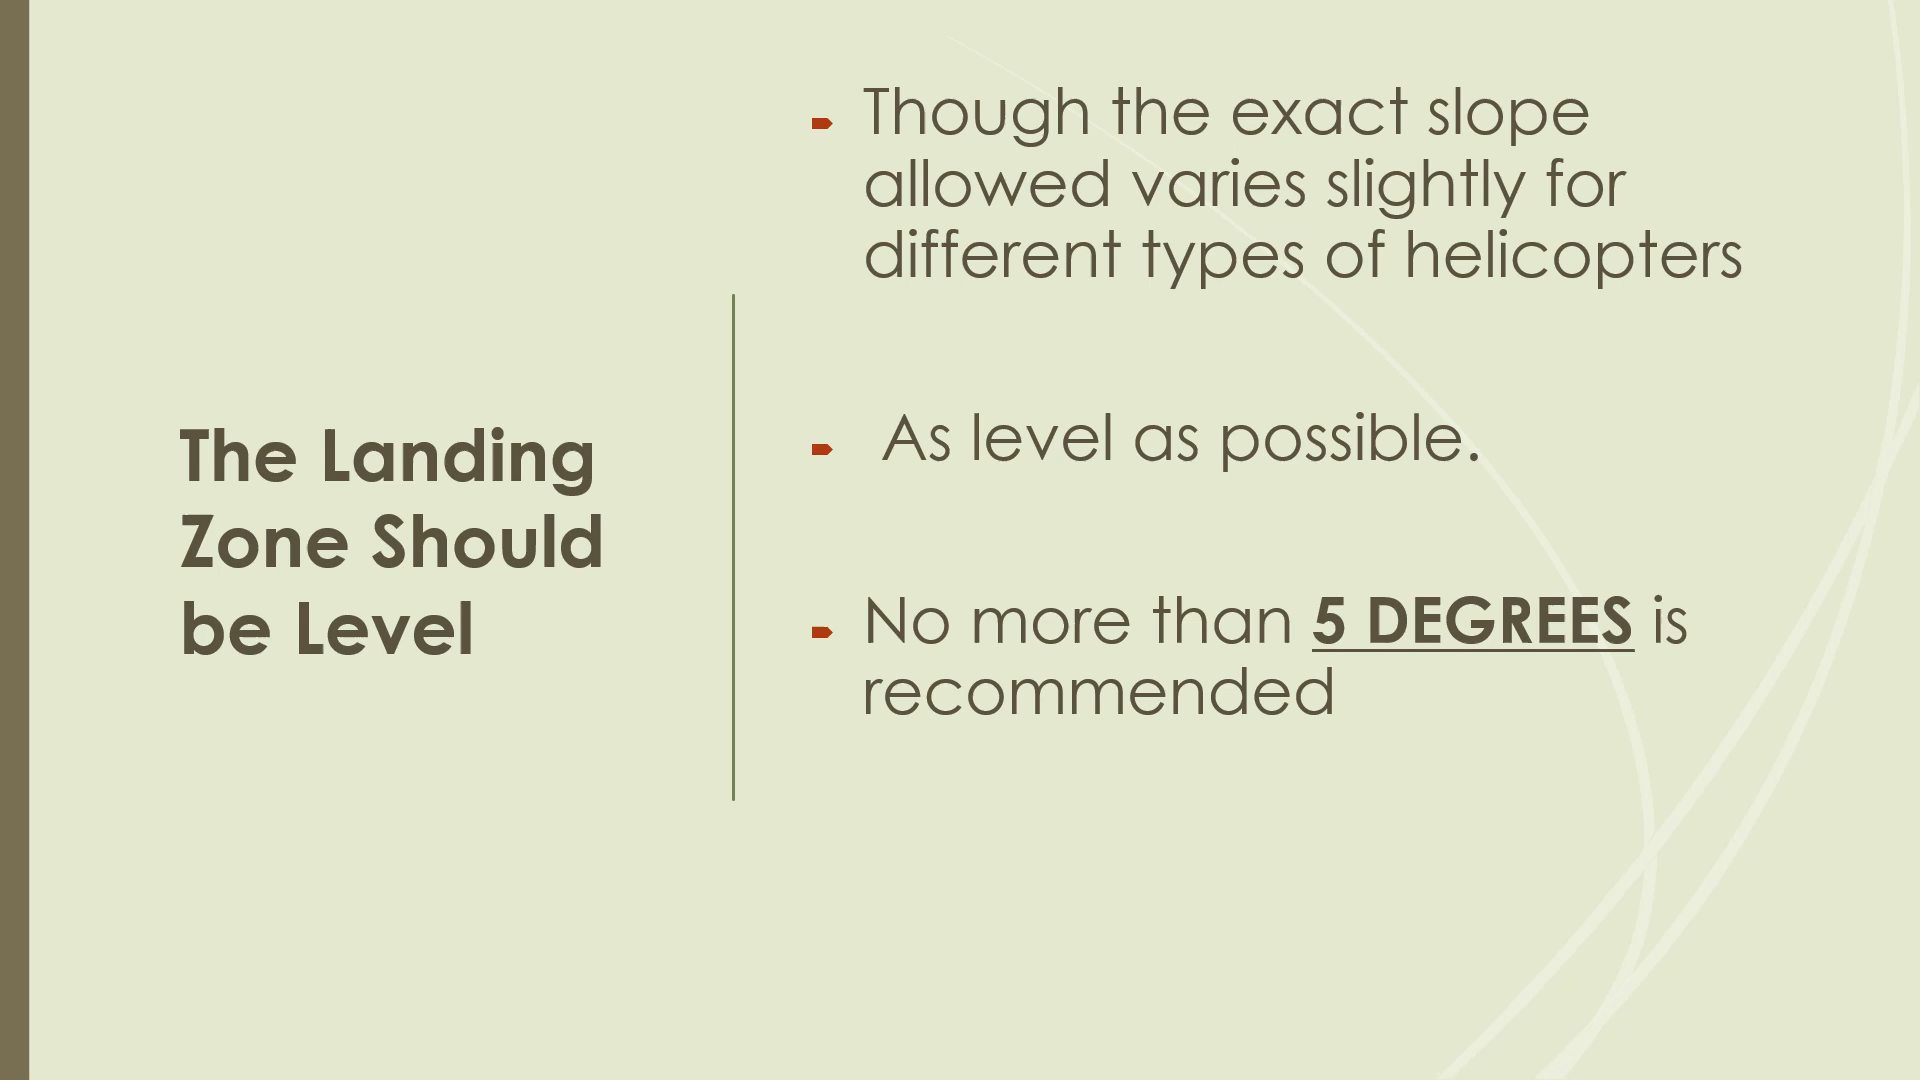 The Landing
Zone Should
be Level
Though the exact slope
allowed varies slightly for
different types of helicopters
As level as possible.
No more than 5 DEGREES is
recommended